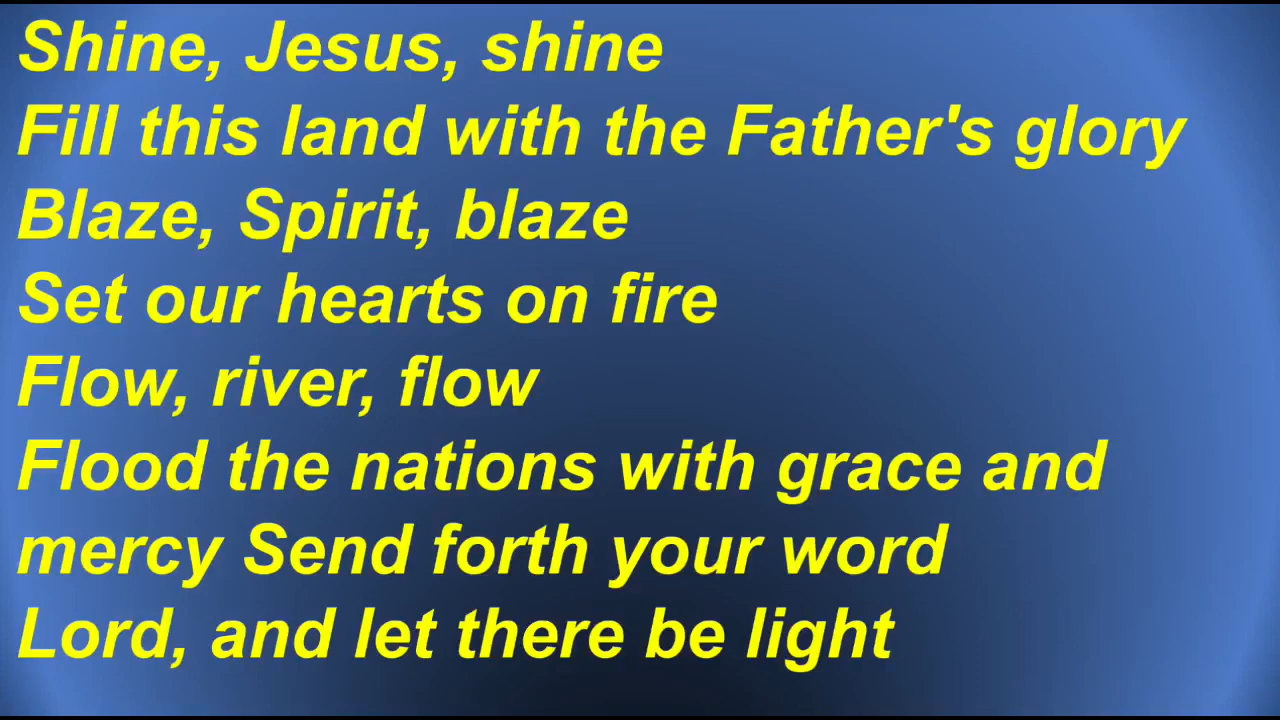 Shine, Jesus, shine
Fill this land with the Father's glory
Blaze, Spirit, blaze
Set our hearts on fire
Flow, river, flow
Flood the nations with grace and
mercy Send forth your word
Lord, and let there be light